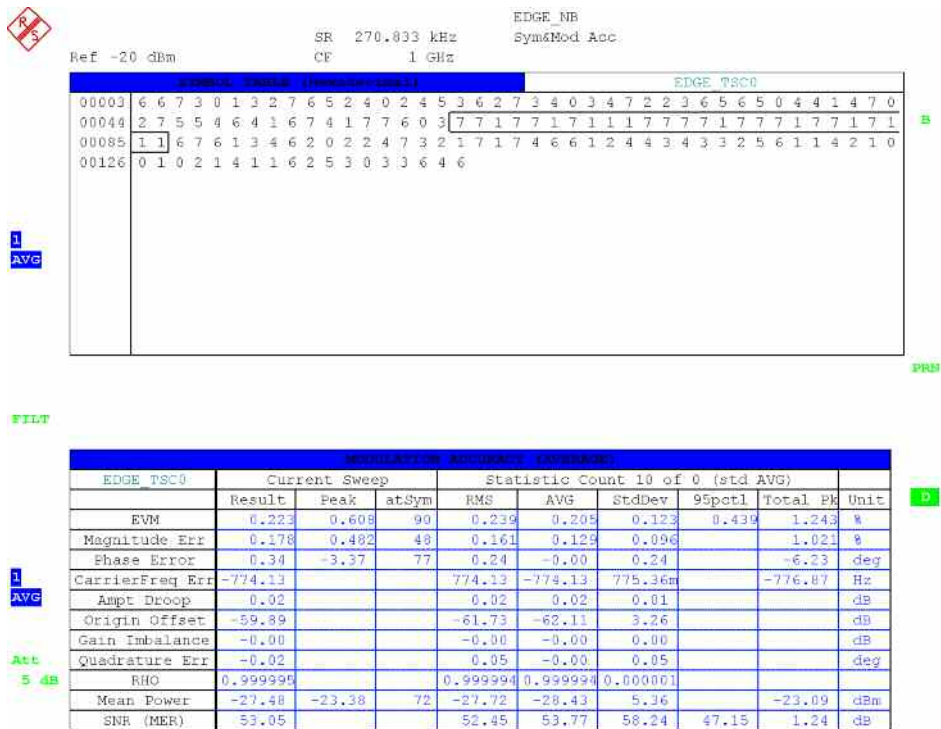 R S
EDGE_NB
SR 270.833 kHz Sym&Mod Acc
Ref -20 dBm CF 1 GHz
SYMBOL TABLE (Hexadecimal) EDGE_TSC0
00003 6 6 7 3 0 1 3 2 7 6 5 2 4 0 2 4 5 3 6 2 7 3 4 0 3 4 7 2 2 3 6 5 6 5 0 4 4 1 4 7 0
00044 2 7 5 5 4 6 4 1 6 7 4 1 7 7 6 0 3 7 7 1 7 7 1 7 1 1 1 7 7 7 7 1 7 7 7 1 7 7 1 7 1
00085 1 1 6 7 6 1 3 4 6 2 0 2 2 4 7 3 2 1 7 1 7 4 6 6 1 2 4 4 3 4 3 3 2 5 6 1 1 4 2 1 0
00126 0 1 0 2 1 4 1 1 6 2 5 3 0 3 3 6 4 6
B
1
AVG
PRN
FILT
MODULATION ACCURACY (AVERAGE)
EDGE_TSC0 Current Sweep Statistic Count 10 of 0 (std AVG)
Result Peak atSym RMS AVG StdDev 95pctl Total Pk Unit
D
EVM 0.223 0.608 90 0.239 0.205 0.123 0.439 1.243 %
Magnitude Err 0.178 0.482 48 0.161 0.129 0.096 1.021 %
Phase Error 0.34 -3.37 77 0.24 -0.00 0.24 -6.23 deg
CarrierFreq Err -774.13 774.13 -774.13 775.36m -776.87 Hz
1
AVG
Ampt Droop 0.02 0.02 0.02 0.01 dB
Origin Offset -59.89 -61.73 -62.11 3.26 dB
Gain Imbalance -0.00 -0.00 -0.00 0.00 dB
Att
Quadrature Err -0.02 0.05 -0.00 0.05 deg
5 dB
RHO 0.999995 0.999994 0.999994 0.000001
Mean Power -27.48 -23.38 72 -27.72 -28.43 5.36 -23.09 dBm
SNR (MER) 53.05 52.45 53.77 58.24 47.15 1.24 dB